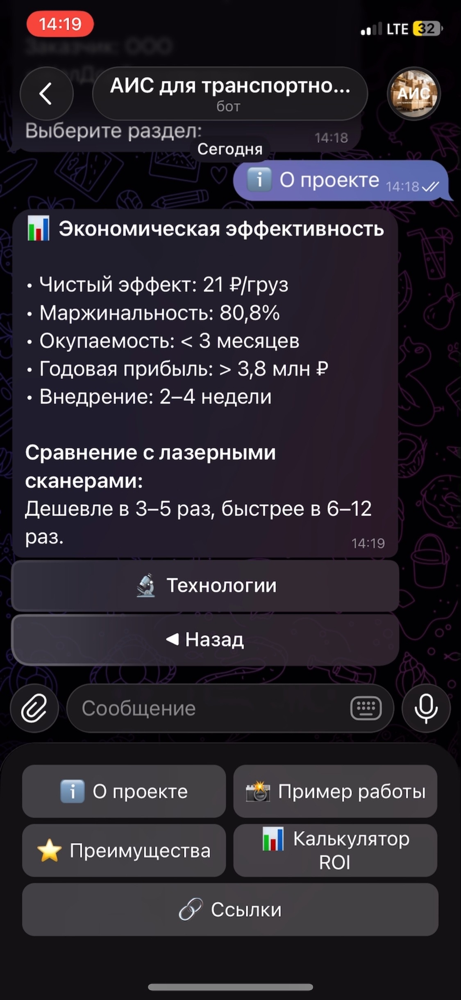 14:19
LTE 32
Заказчик: ООО
АИС для транспортно...
бот
АИС
Выберите раздел:
14:18
Сегодня
О проекте 14:18
Экономическая эффективность
• Чистый эффект: 21 ₽/груз
• Маржинальность: 80,8%
• Окупаемость: < 3 месяцев
• Годовая прибыль: > 3,8 млн ₽
• Внедрение: 2–4 недели
Сравнение с лазерными
сканерами:
Дешевле в 3–5 раз, быстрее в 6–12
раз.
14:19
Технологии
Назад
Сообщение
О проекте
Пример работы
Преимущества
Калькулятор
ROI
Ссылки